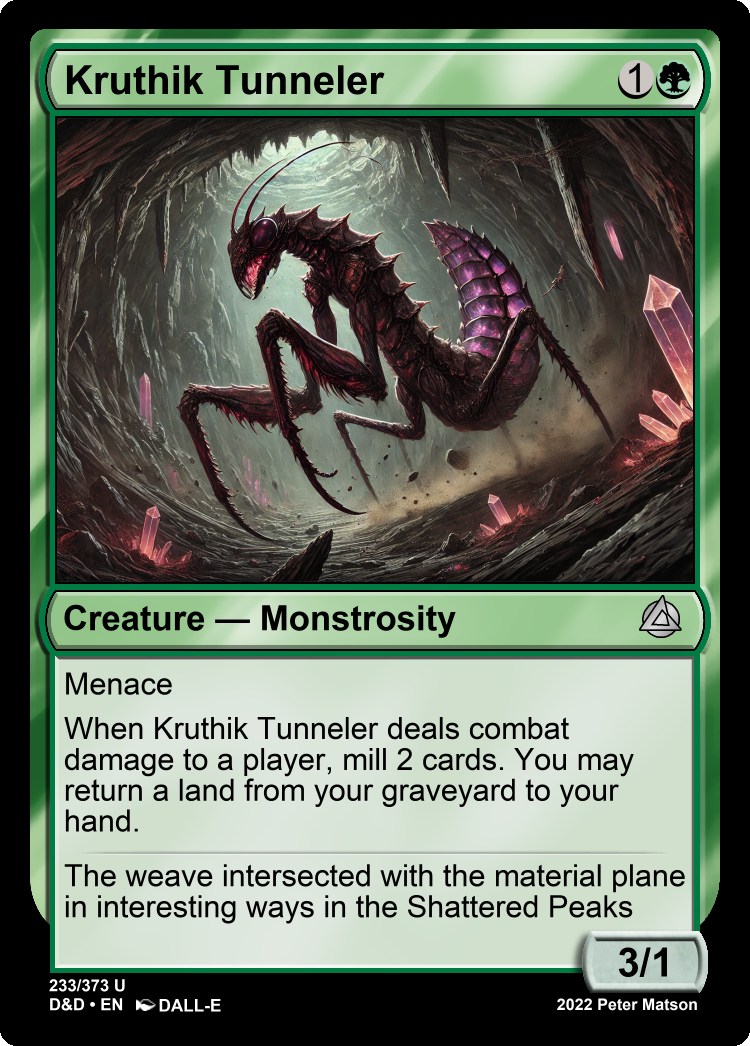 Kruthik Tunneler 1
Creature — Monstrosity
Menace
When Kruthik Tunneler deals combat
damage to a player, mill 2 cards. You may
return a land from your graveyard to your
hand.
The weave intersected with the material plane
in interesting ways in the Shattered Peaks
3/1
233/373 U
D&D • EN DALL-E
2022 Peter Matson